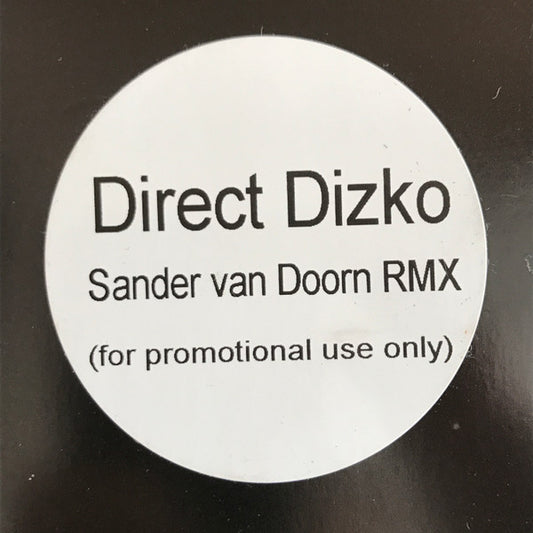 Direct Dizko
Sander van Doorn RMX
(for promotional use only)